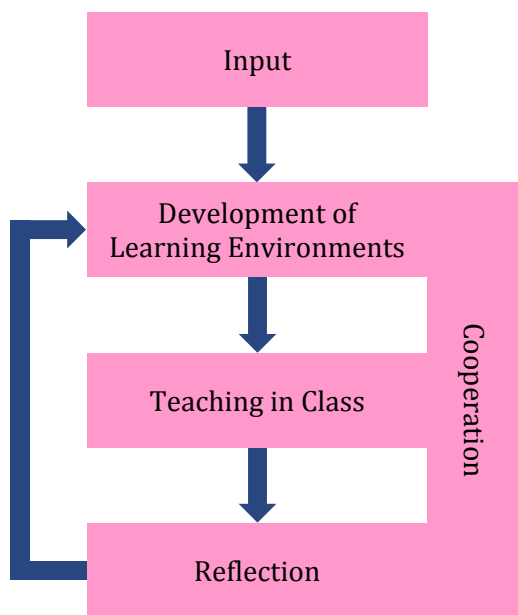 Input
Development of
Learning Environments
Teaching in Class
Cooperation
Reflection